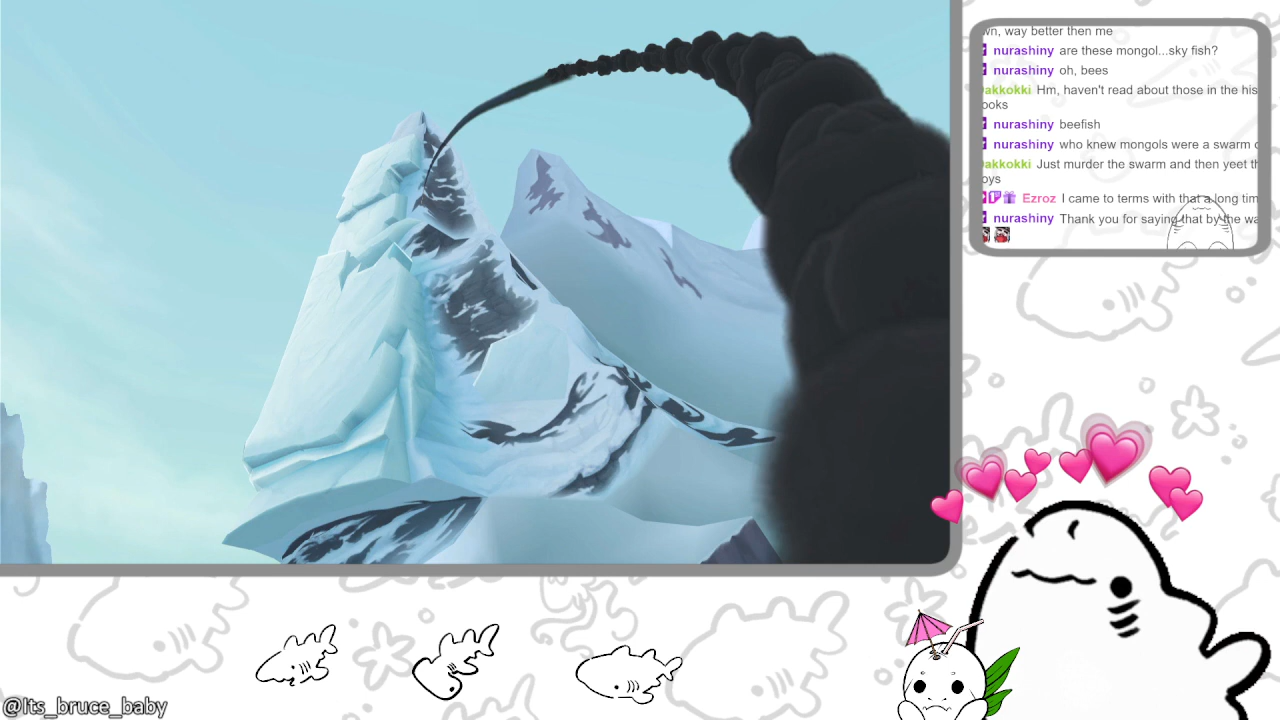 wn, way better then me
nurashiny are these mongol...sky fish?
nurashiny oh, bees
akkokki Hm, haven't read about those in the his
ooks
nurashiny beefish
nurashiny who knew mongols were a swarm
akkokki Just murder the swarm and then yeet th
oys
Ezroz I came to terms with that a long tim
nurashiny Thank you for saying that by the wa
@Its_bruce_baby